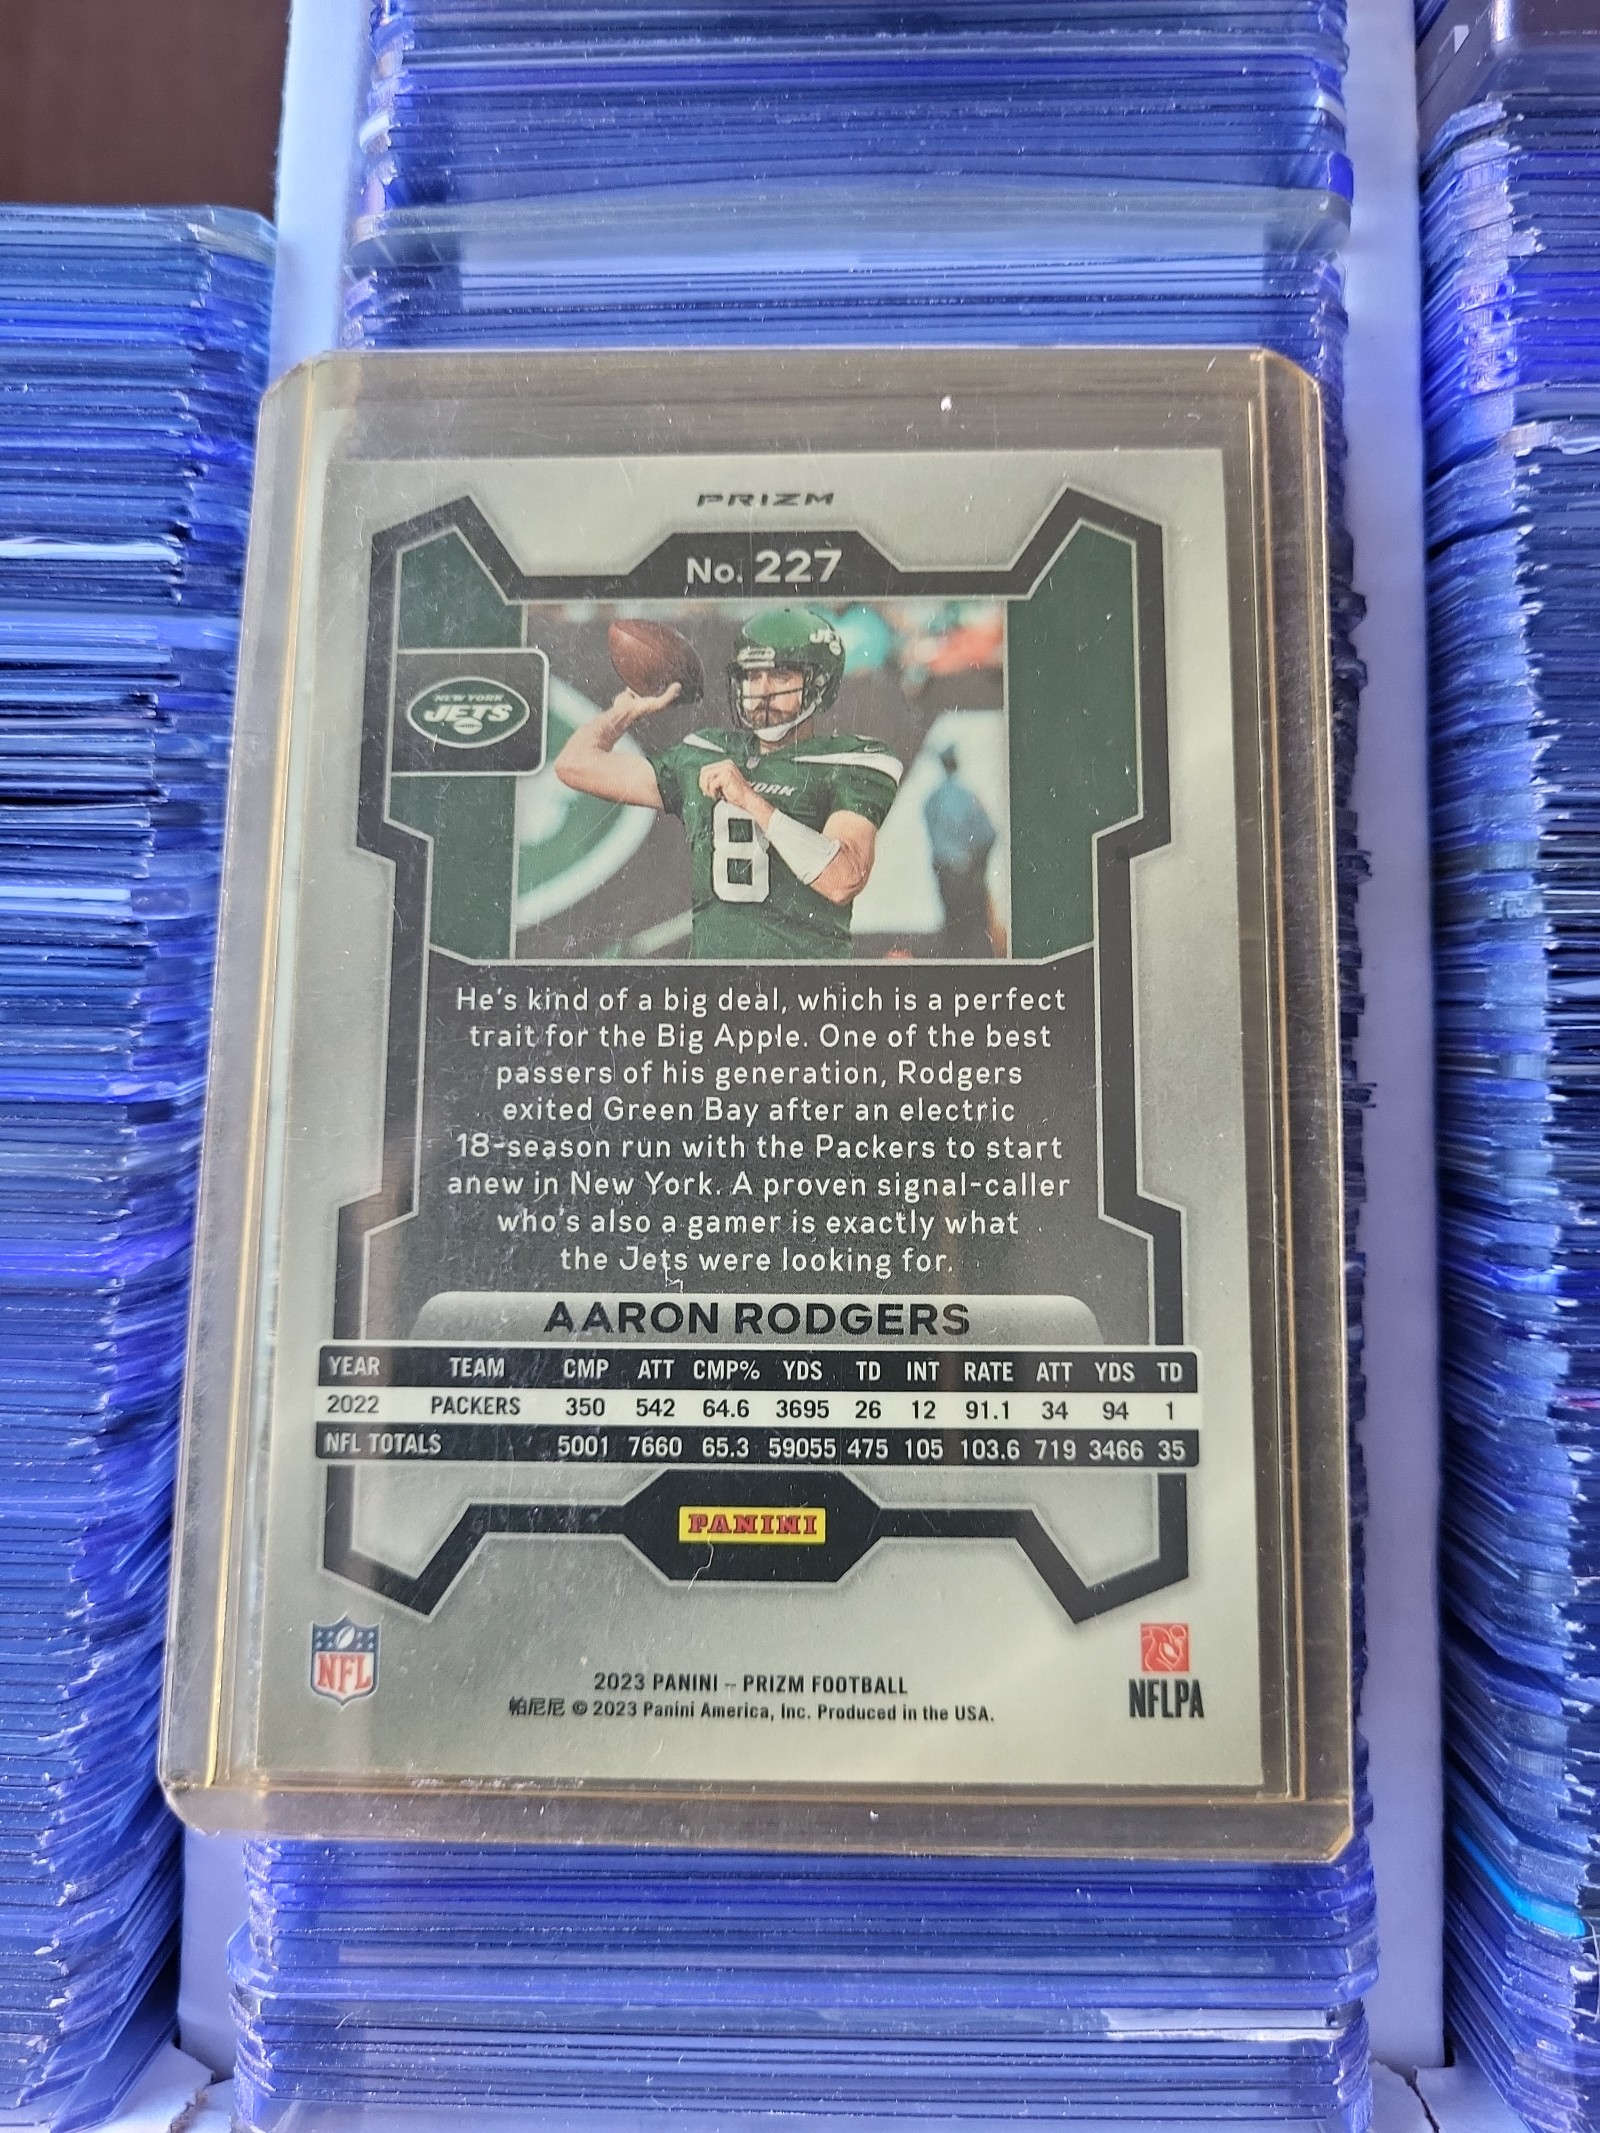 PRIZM
No. 227
JETS
NEW YORK
JETS
YORK
8
He's kind of a big deal, which is a perfect
trait for the Big Apple. One of the best
passers of his generation, Rodgers
exited Green Bay after an electric
18-season run with the Packers to start
anew in New York. A proven signal-caller
who's also a gamer is exactly what
the Jets were looking for.
AARON RODGERS
YEAR TEAM CMP ATT CMP% YDS TD INT RATE ATT YDS TD
2022 PACKERS 350 542 64.6 3695 26 12 91.1 34 94 1
NFL TOTALS 5001 7660 65.3 59055 475 105 103.6 719 3466 35
PANINI
NFL
2023 PANINI – PRIZM FOOTBALL
帕尼尼 © 2023 Panini America, Inc. Produced in the USA.
NFLPA